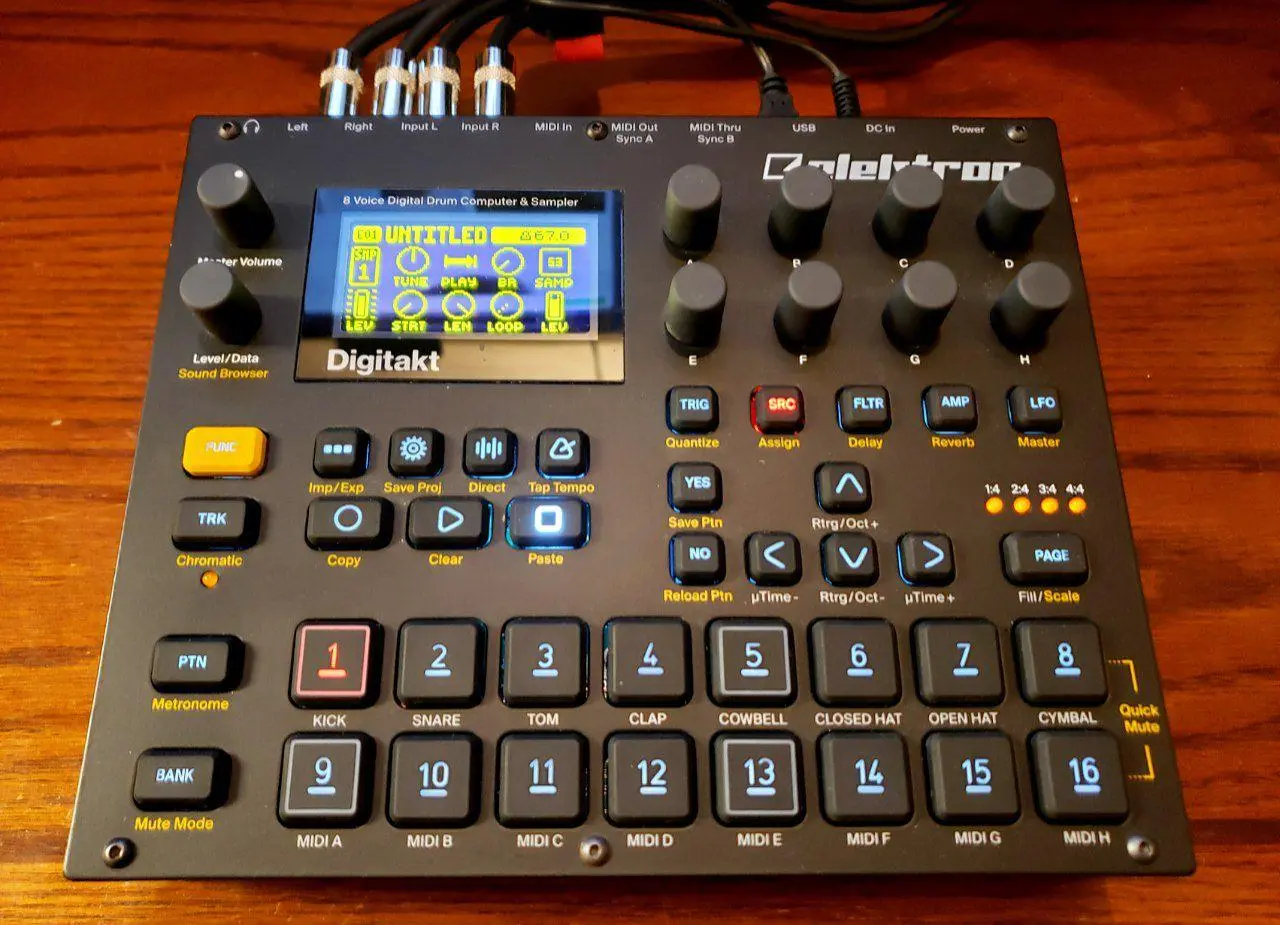 Left Right Input L Input R MIDI In MIDI Out MIDI Thru USB DC In Power
Sync A Sync B
elektron
8 Voice Digital Drum Computer & Sampler
E01 UNTITLED 67.0
SMP
1
TUNE PLAY BR SAMP
53
LEV STRT LEN LOOP LEV
Digitakt
Master Volume
Level/Data
Sound Browser
A B C D
E F G H
TRIG SRC FLTR AMP LFO
Quantize Assign Delay Reverb Master
FUNC
Imp/Exp Save Proj Direct Tap Tempo
YES
Save Ptn Rtrg/Oct+
1:4 2:4 3:4 4:4
TRK
Chromatic Copy Clear Paste
NO PAGE
Reload Ptn µTime- Rtrg/Oct- µTime+ Fill/Scale
PTN
Metronome
1 2 3 4 5 6 7 8
KICK SNARE TOM CLAP COWBELL CLOSED HAT OPEN HAT CYMBAL
Quick
Mute
BANK
Mute Mode
9 10 11 12 13 14 15 16
MIDI A MIDI B MIDI C MIDI D MIDI E MIDI F MIDI G MIDI H